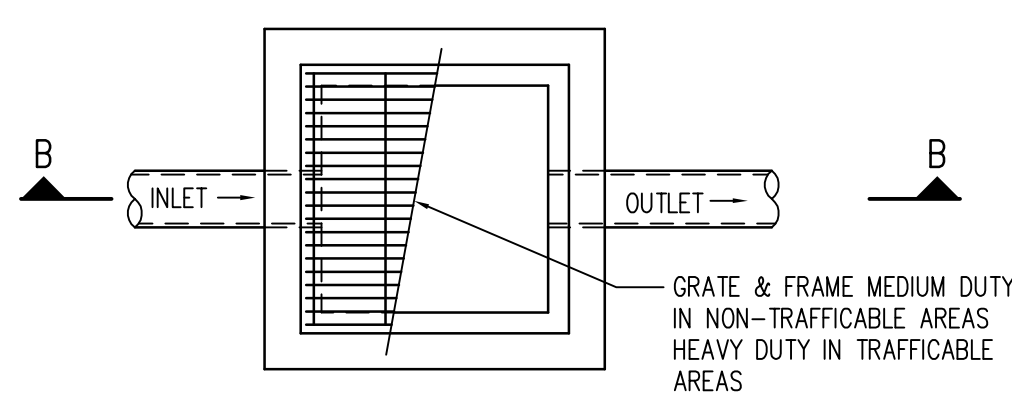 B
B
INLET
OUTLET
GRATE & FRAME MEDIUM DUTY
IN NON-TRAFFICABLE AREAS
HEAVY DUTY IN TRAFFICABLE
AREAS